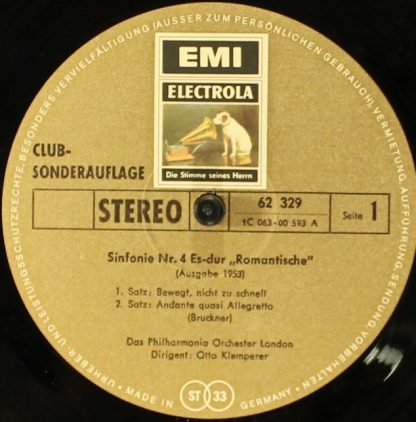 URHEBER- UND LEISTUNGSSCHUTZRECHTE, BESONDERS VERVIELFÄLTIGUNG (AUSSER ZUM PERSÖNLICHEN GEBRAUCH), VERMIETUNG, AUFFÜHRUNG, SENDUNG, VORBEHALTEN
EMI
ELECTROLA
Die Stimme seines Herrn
CLUB-
SONDERAUFLAGE
STEREO
62 329
1C 063-00 593 A
Seite 1
Sinfonie Nr. 4 Es-dur „Romantische"
(Ausgabe 1953)
1. Satz: Bewegt, nicht zu schnell
2. Satz: Andante quasi Allegretto
(Bruckner)
Das Philharmonia Orchester London
Dirigent: Otto Klemperer
• MADE IN GERMANY •
ST 33